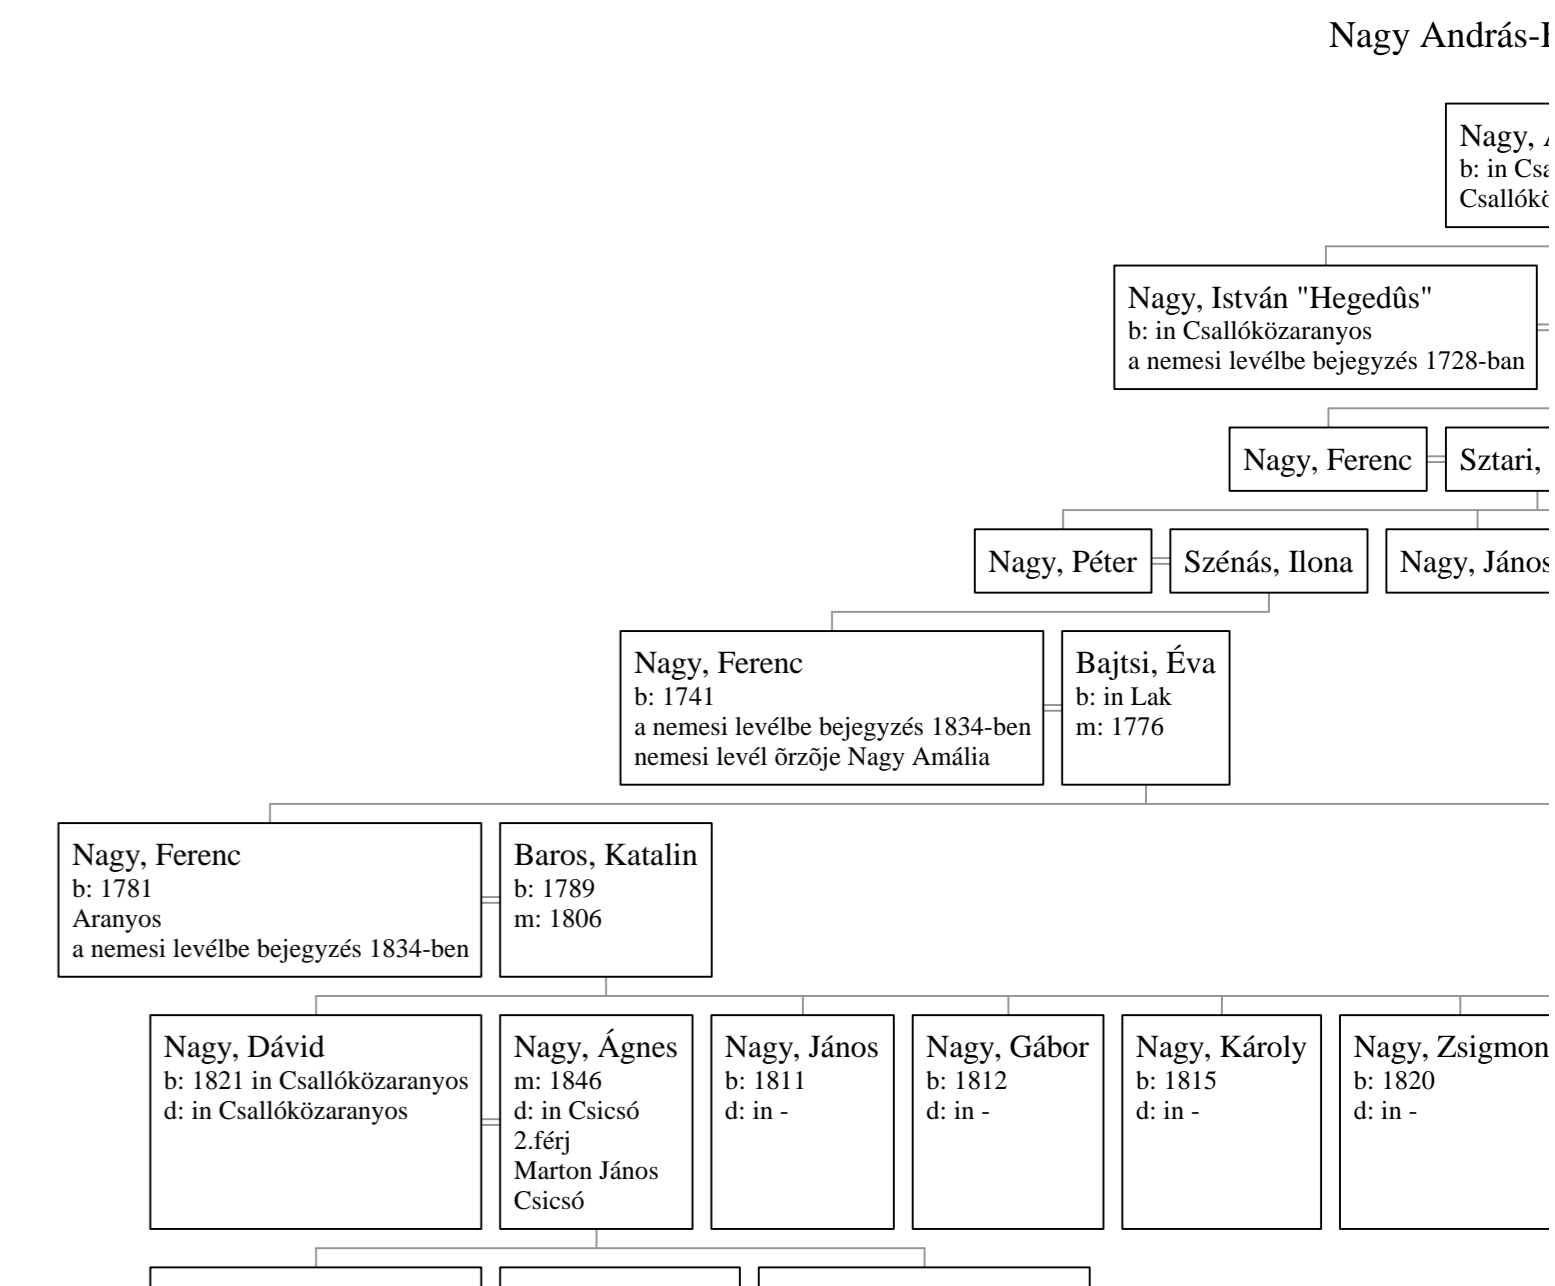 Nagy András-
Nagy,
b: in
Nagy, István "Hegedûs"
b: in Csallóközaranyos
a nemesi levélbe bejegyzés 1728-ban
Nagy, Ferenc
Sztari,
Nagy, Péter
Szénás, Ilona
Nagy, János
Nagy, Ferenc
b: 1741
a nemesi levélbe bejegyzés 1834-ben
nemesi levél õrzõje Nagy Amália
Bajtsi, Éva
b: in Lak
m: 1776
Nagy, Ferenc
b: 1781
Aranyos
a nemesi levélbe bejegyzés 1834-ben
Baros, Katalin
b: 1789
m: 1806
Nagy, Dávid
b: 1821 in Csallóközaranyos
d: in Csallóközaranyos
Nagy, Ágnes
m: 1846
d: in Csicsó
2.férj
Marton János
Csicsó
Nagy, János
b: 1811
d: in -
Nagy, Gábor
b: 1812
d: in -
Nagy, Károly
b: 1815
d: in -
Nagy, Zsigmon
b: 1820
d: in -